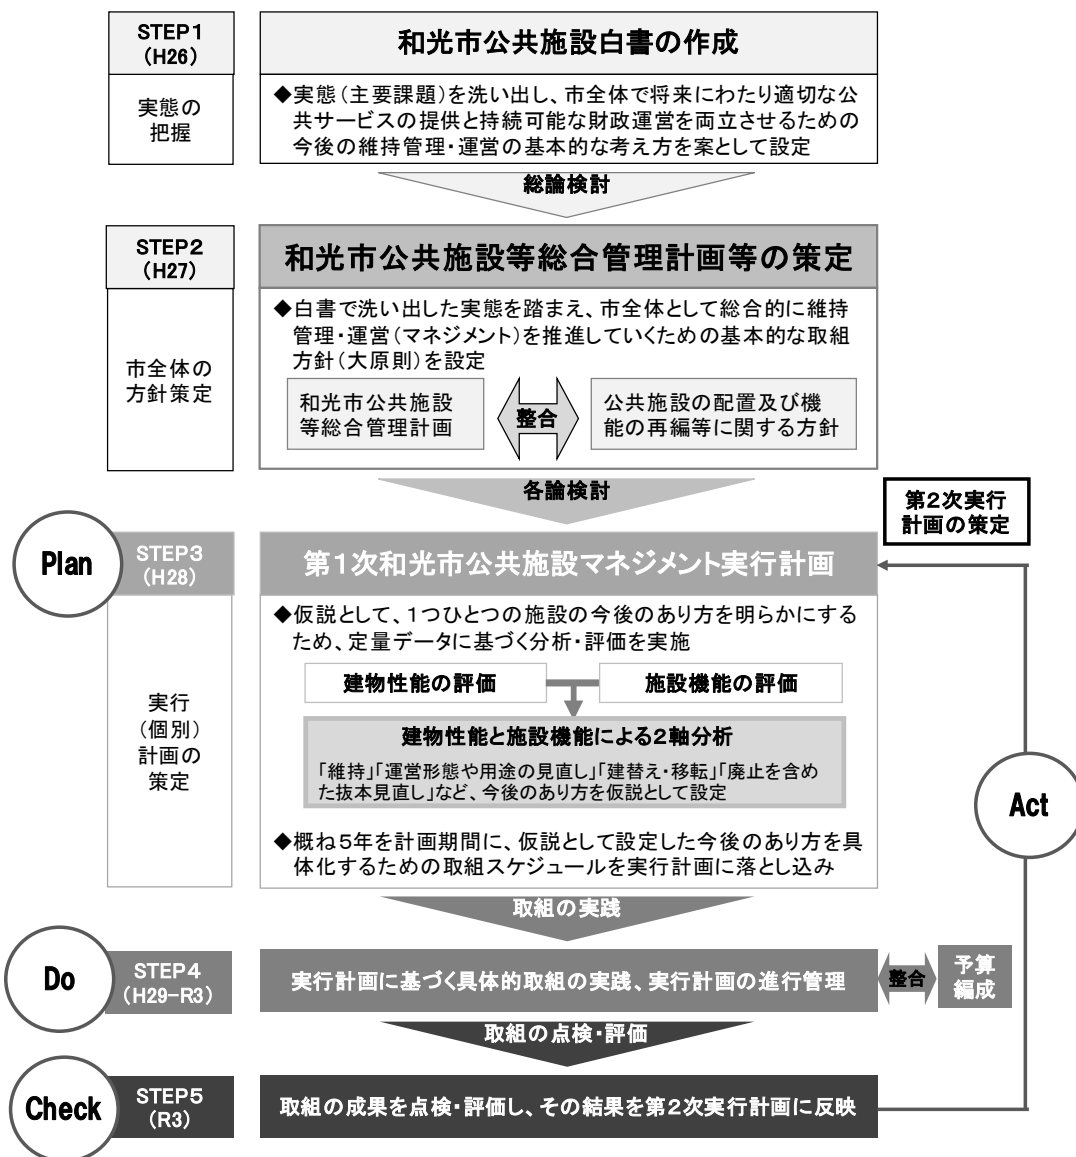 STEP1
(H26)
和光市公共施設白書の作成
実態の
把握
◆実態(主要課題)を洗い出し、市全体で将来にわたり適切な公
共サービスの提供と持続可能な財政運営を両立させるための
今後の維持管理・運営の基本的な考え方を案として設定
総論検討
STEP2
(H27)
和光市公共施設等総合管理計画等の策定
市全体の
方針策定
◆白書で洗い出した実態を踏まえ、市全体として総合的に維持
管理・運営(マネジメント)を推進していくための基本的な取組
方針(大原則)を設定
和光市公共施設
等総合管理計画
整合
公共施設の配置及び機
能の再編等に関する方針
各論検討
第2次実行
計画の策定
Plan
STEP3
(H28)
第1次和光市公共施設マネジメント実行計画
実行
(個別)
計画の
策定
◆仮説として、1つひとつの施設の今後のあり方を明らかにする
ため、定量データに基づく分析・評価を実施
建物性能の評価
施設機能の評価
建物性能と施設機能による2軸分析
「維持」「運営形態や用途の見直し」「建替え・移転」「廃止を含め
た抜本見直し」など、今後のあり方を仮説として設定
Act
◆概ね5年を計画期間に、仮説として設定した今後のあり方を具
体化するための取組スケジュールを実行計画に落とし込み
取組の実践
Do
STEP4
(H29-R3)
実行計画に基づく具体的取組の実践、実行計画の進行管理
整合
予算
編成
取組の点検・評価
Check
STEP5
(R3)
取組の成果を点検・評価し、その結果を第2次実行計画に反映